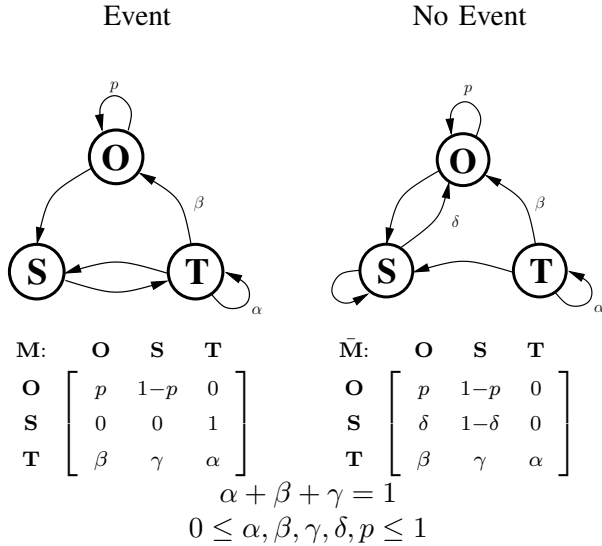 Event No Event
p p
O O
β β
δ
S T S T
α α
M: O S T M̄: O S T
O p 1−p 0 O p 1−p 0
S 0 0 1 S δ 1−δ 0
T β γ α T β γ α
α + β + γ = 1
0 ≤ α, β, γ, δ, p ≤ 1